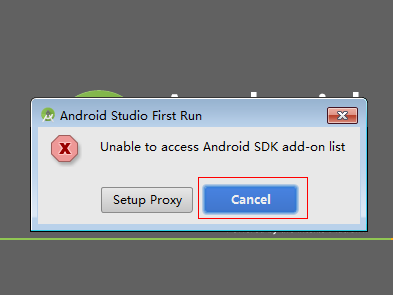 Android Studio First Run
Unable to access Android SDK add-on list
Setup Proxy
Cancel